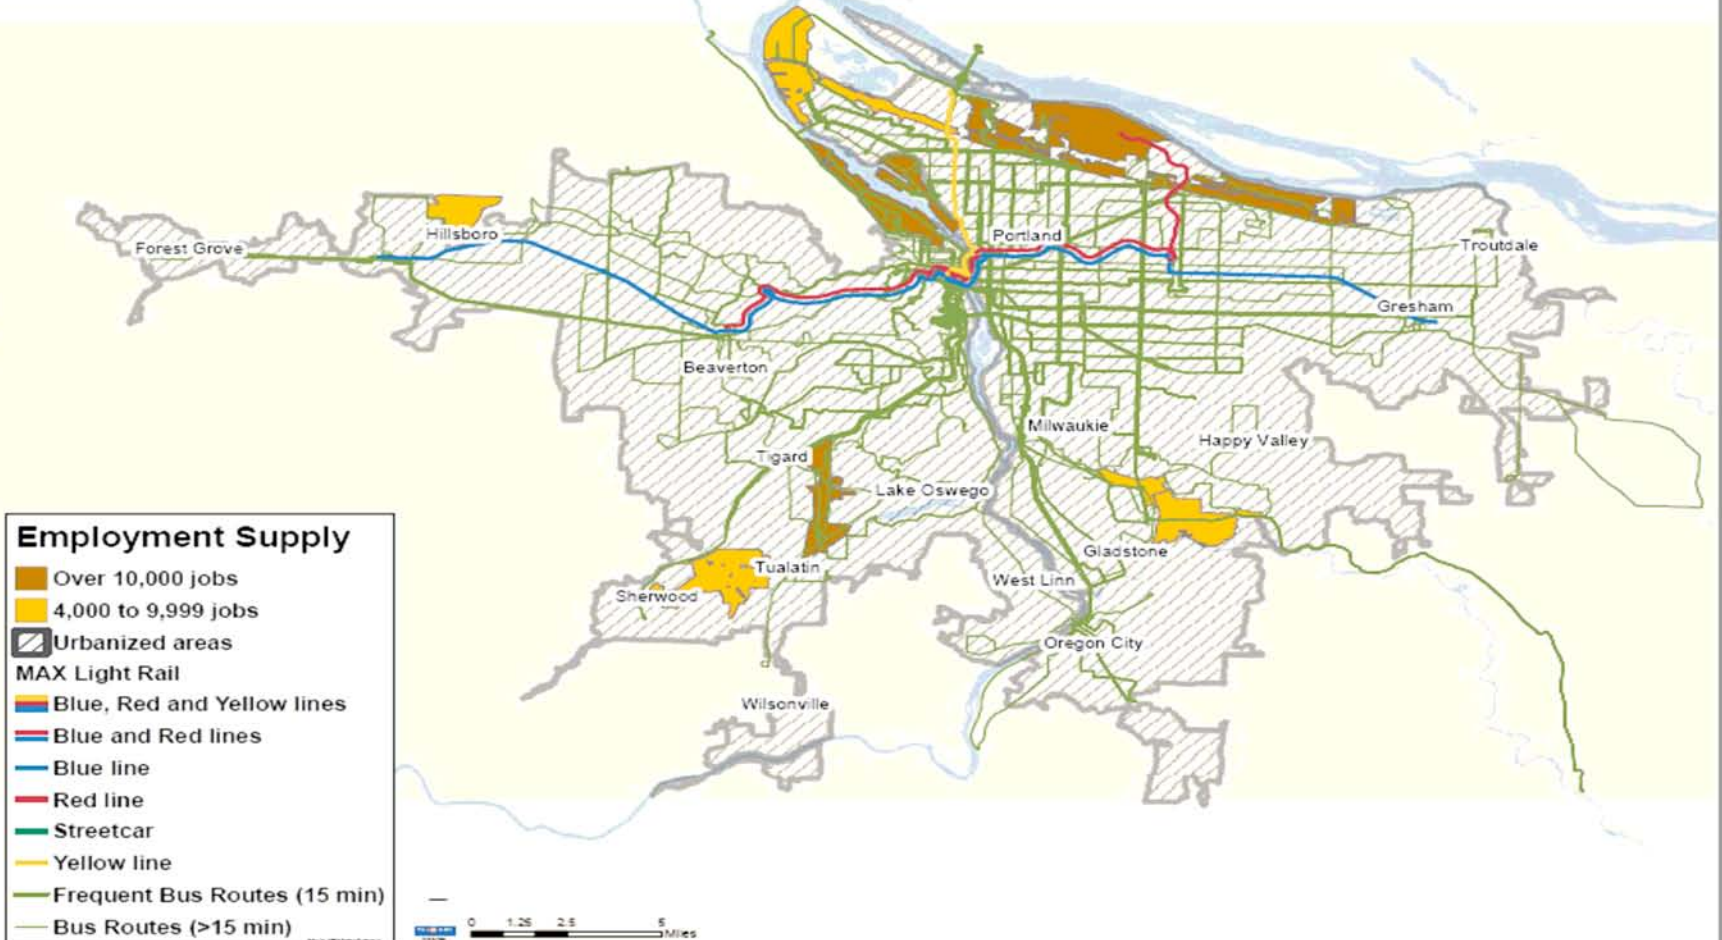 Portland
Hillsboro
Forest Grove
Troutdale
Gresham
Beaverton
Milwaukie
Happy Valley
Tigard
Lake Oswego
Gladstone
Tualatin
West Linn
Sherwood
Oregon City
Wilsonville
Employment Supply
Over 10,000 jobs
4,000 to 9,999 jobs
Urbanized areas
MAX Light Rail
Blue, Red and Yellow lines
Blue and Red lines
Blue line
Red line
Streetcar
Yellow line
Frequent Bus Routes (15 min)
Bus Routes (>15 min)
0 1.25 2.5 5
Miles